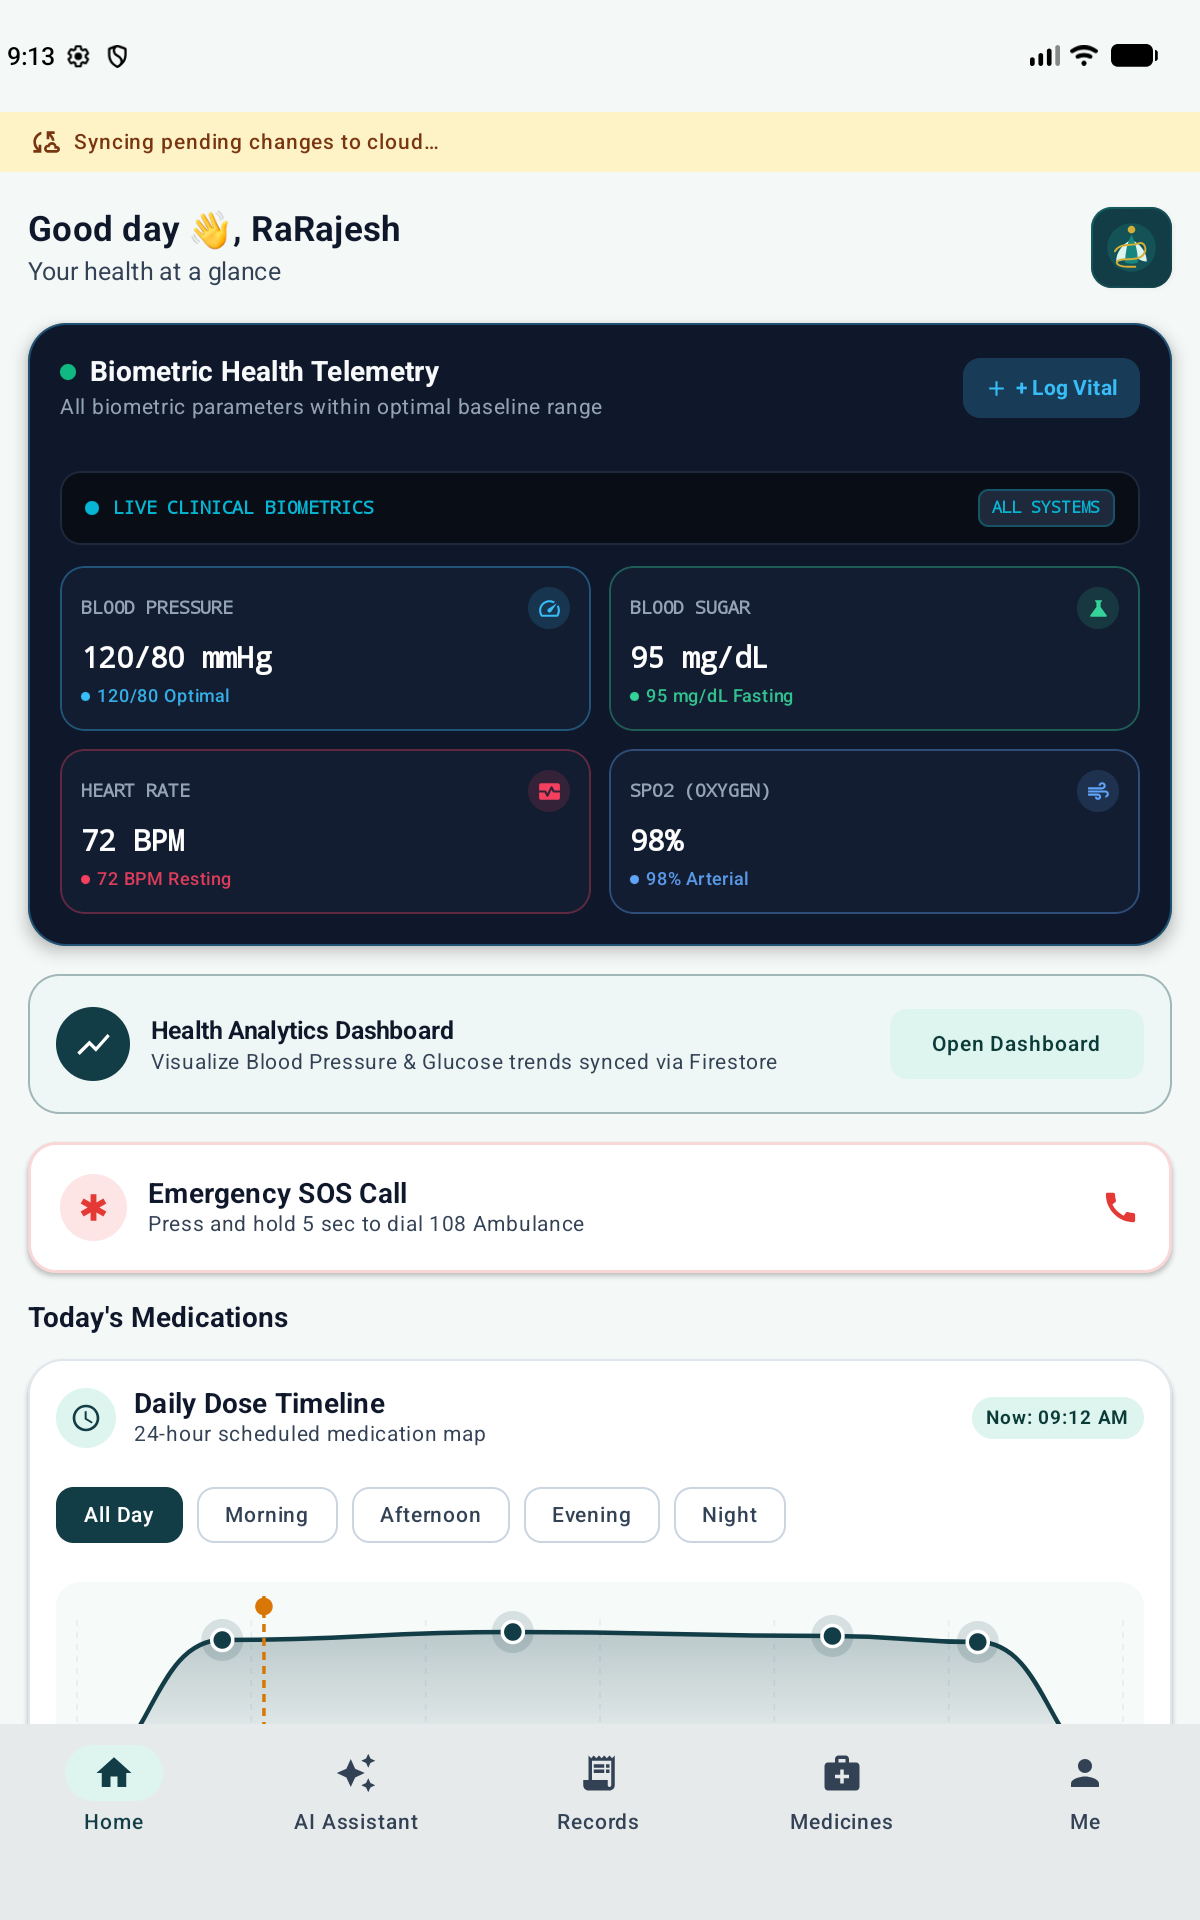 9:13
Syncing pending changes to cloud...
Good day 👋, RaRajesh
Your health at a glance
Biometric Health Telemetry
All biometric parameters within optimal baseline range
+ Log Vital
LIVE CLINICAL BIOMETRICS
ALL SYSTEMS
BLOOD PRESSURE
120/80 mmHg
120/80 Optimal
BLOOD SUGAR
95 mg/dL
95 mg/dL Fasting
HEART RATE
72 BPM
72 BPM Resting
SPO2 (OXYGEN)
98%
98% Arterial
Health Analytics Dashboard
Visualize Blood Pressure & Glucose trends synced via Firestore
Open Dashboard
Emergency SOS Call
Press and hold 5 sec to dial 108 Ambulance
Today's Medications
Daily Dose Timeline
24-hour scheduled medication map
Now: 09:12 AM
All Day
Morning
Afternoon
Evening
Night
Home
AI Assistant
Records
Medicines
Me